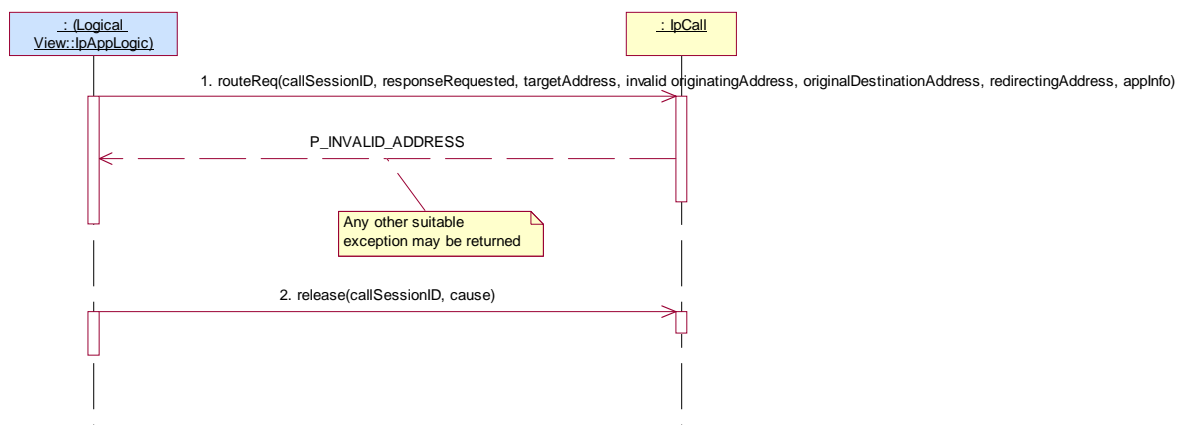 : (Logical
View::IpAppLogic)
: IpCall
1. routeReq(callSessionID, responseRequested, targetAddress, invalid originatingAddress, originalDestinationAddress, redirectingAddress, appInfo)
P_INVALID_ADDRESS
Any other suitable
exception may be returned
2. release(callSessionID, cause)